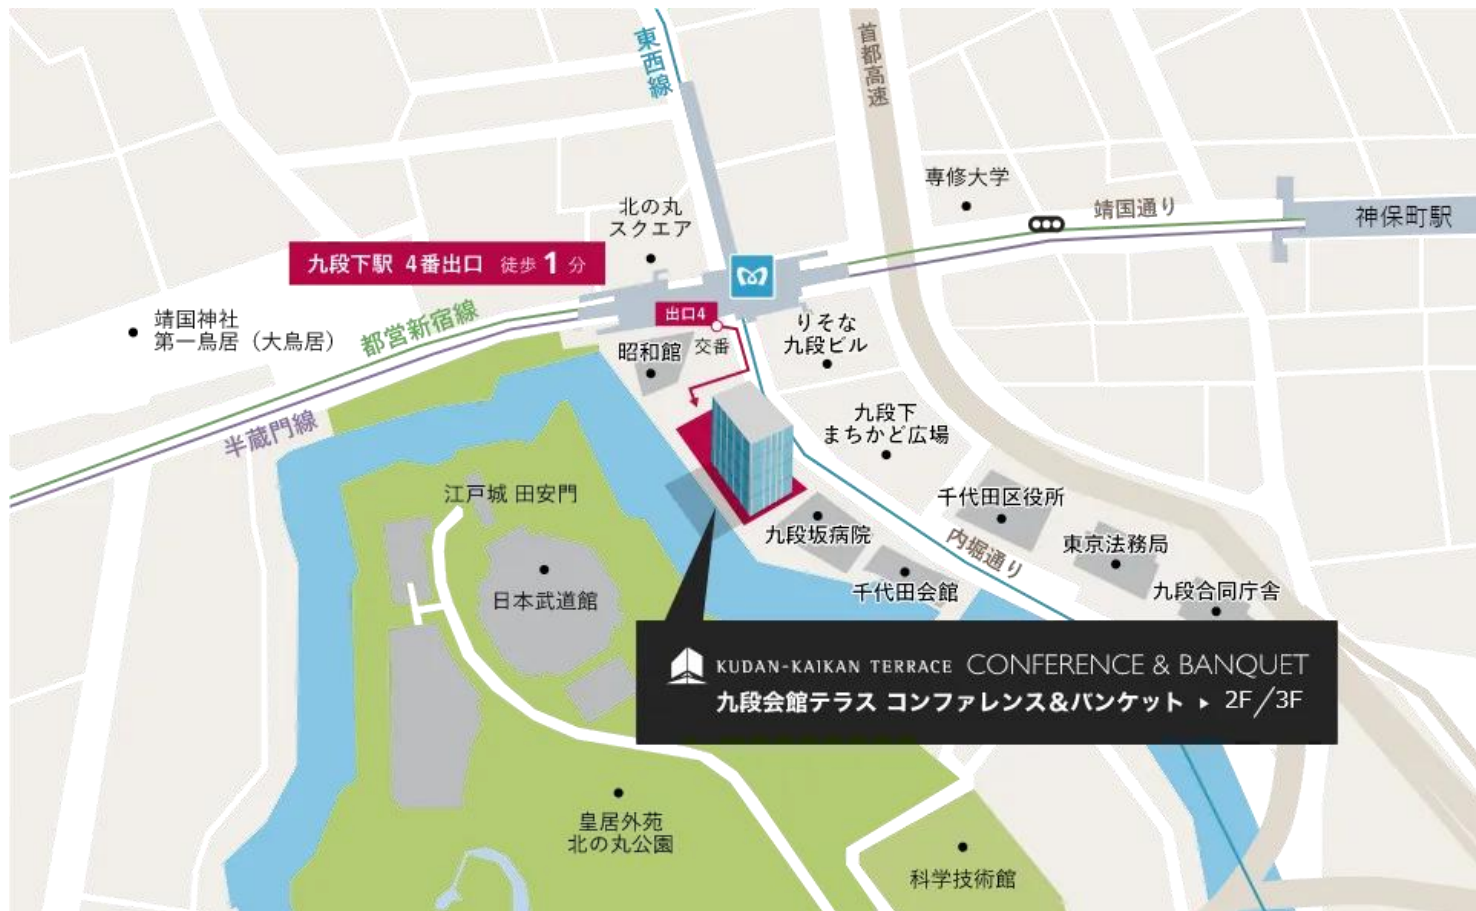 東西線
首都高速
専修大学
靖国通り
神保町駅
北の丸
スクエア
九段下駅 4番出口 徒歩 1 分
出口4
靖国神社
第一鳥居（大鳥居）
都営新宿線
半蔵門線
昭和館
交番
りそな
九段ビル
九段下
まちかど広場
江戸城 田安門
千代田区役所
九段坂病院
内堀通り
東京法務局
日本武道館
千代田会館
九段合同庁舎
KUDAN-KAIKAN TERRACE CONFERENCE & BANQUET
九段会館テラス コンファレンス&バンケット ▶ 2F/3F
皇居外苑
北の丸公園
科学技術館